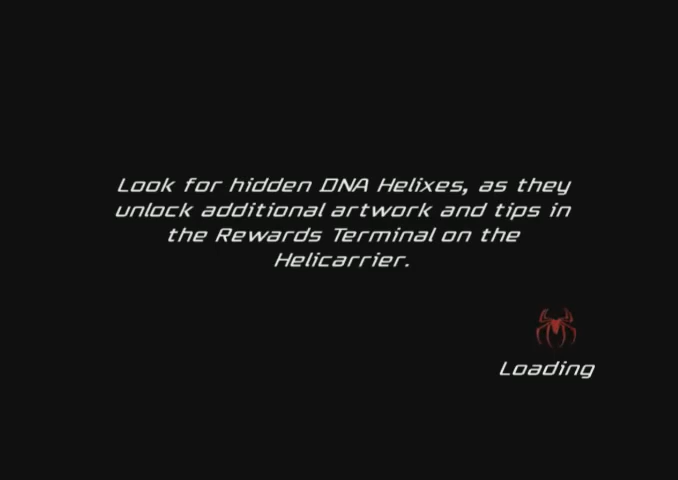 Look for hidden DNA Helixes, as they
unlock additional artwork and tips in
the Rewards Terminal on the
Helicarrier.
Loading